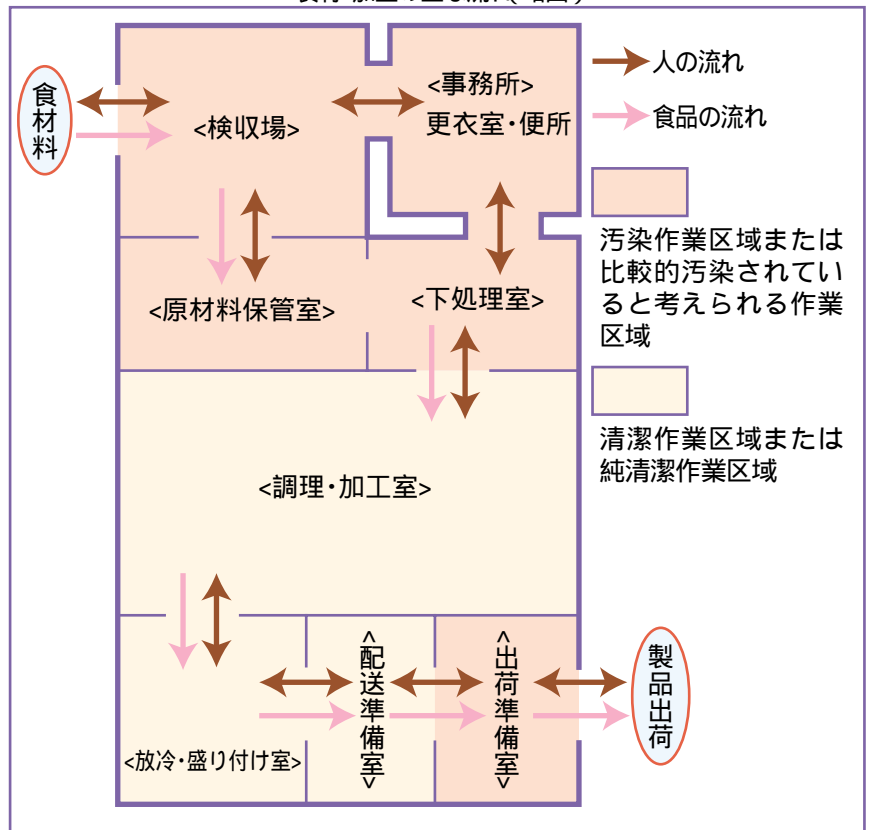 食材料
<検収場>
<事務所>
更衣室・便所
人の流れ
食品の流れ
汚染作業区域または
比較的汚染されてい
ると考えられる作業
区域
<原材料保管室>
<下処理室>
清潔作業区域または
純清潔作業区域
<調理・加工室>
<放冷・盛り付け室>
<配送準備室>
<出荷準備室>
製品出荷